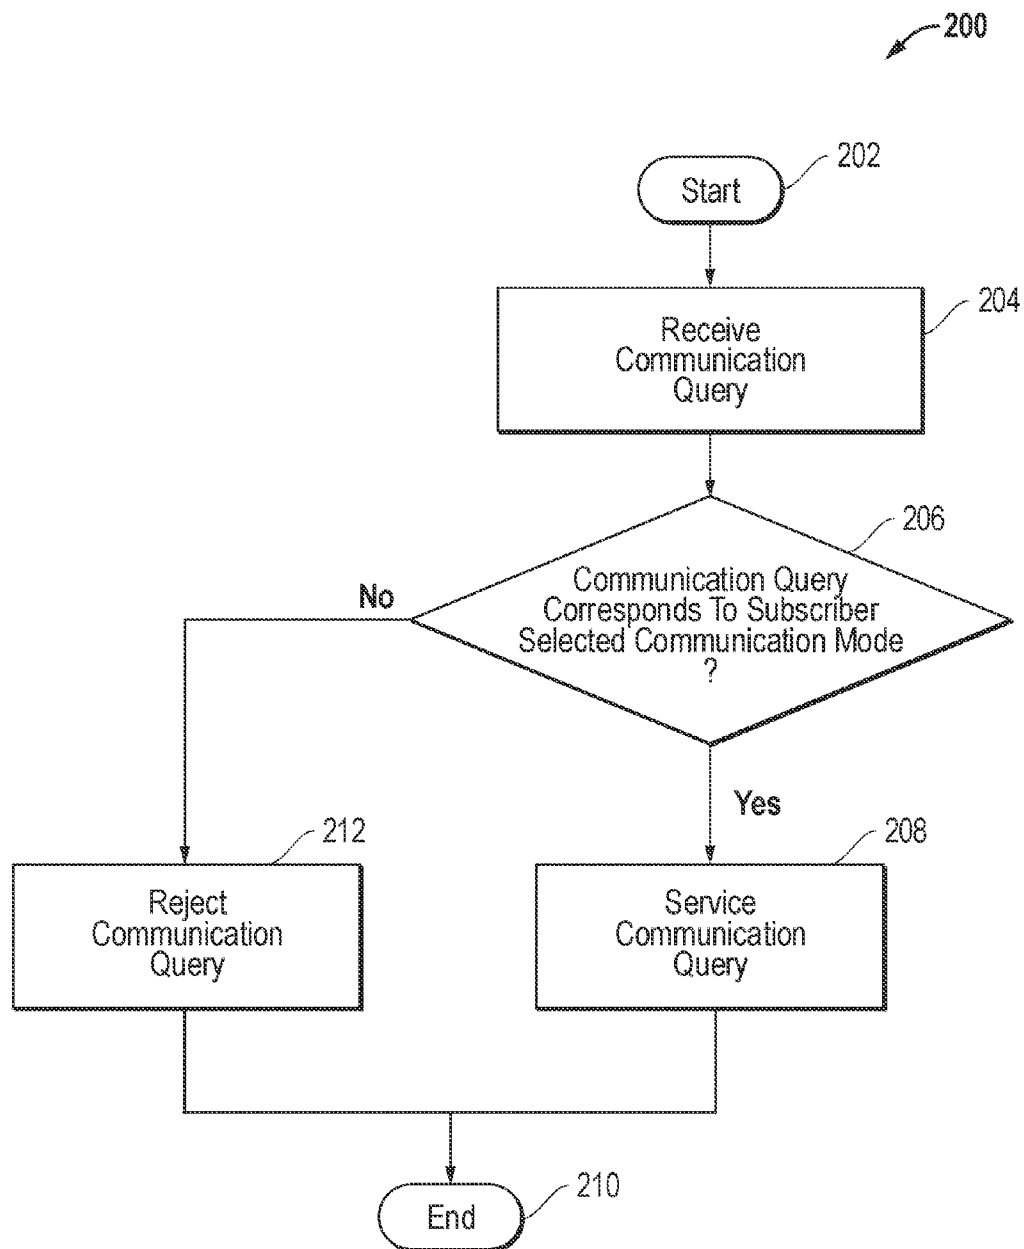 200
202
Start
204
Receive
Communication
Query
206
Communication Query
Corresponds To Subscriber
Selected Communication Mode
?
No
Yes
212
208
Reject
Communication
Query
Service
Communication
Query
210
End